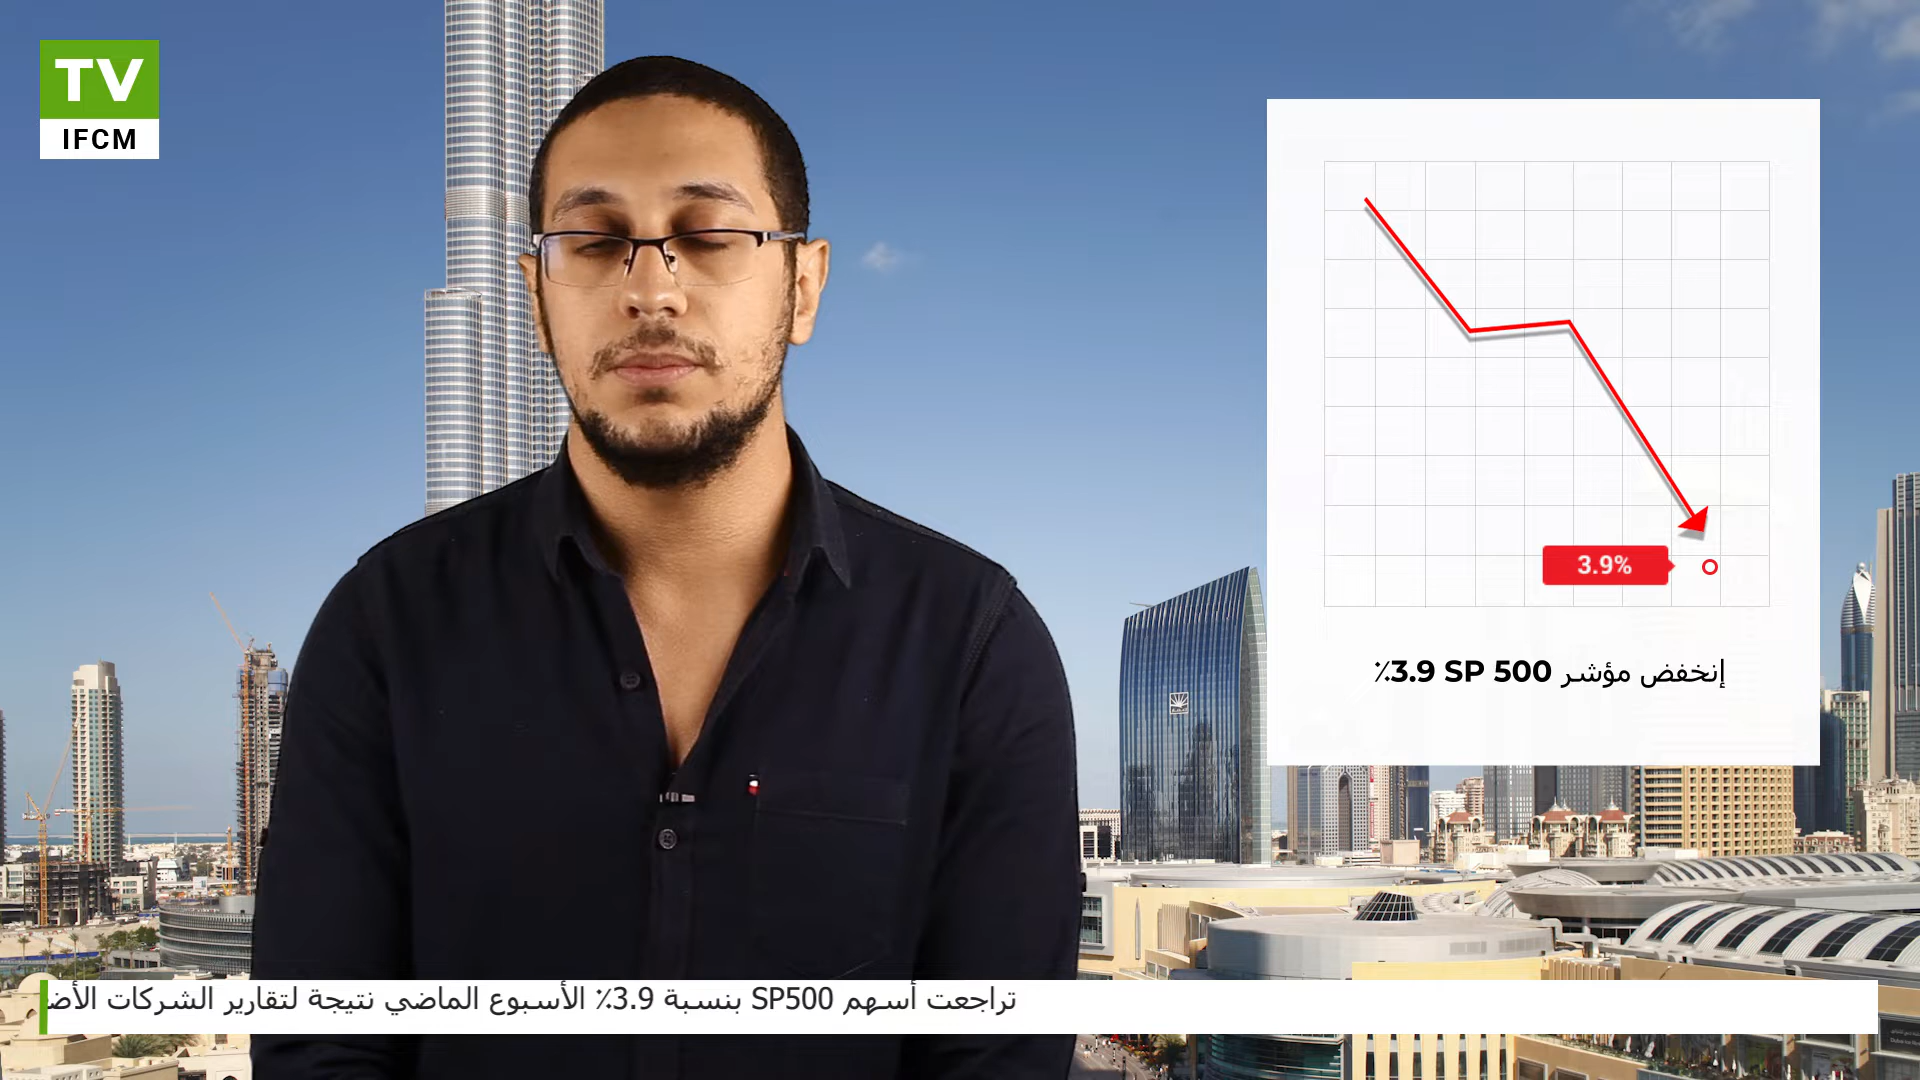 TV
IFCM
3.9%
إنخفض مؤشر SP 500 3.9٪
تراجعت أسهم SP500 بنسبة 3.9٪ الأسبوع الماضي نتيجة لتقارير الشركات